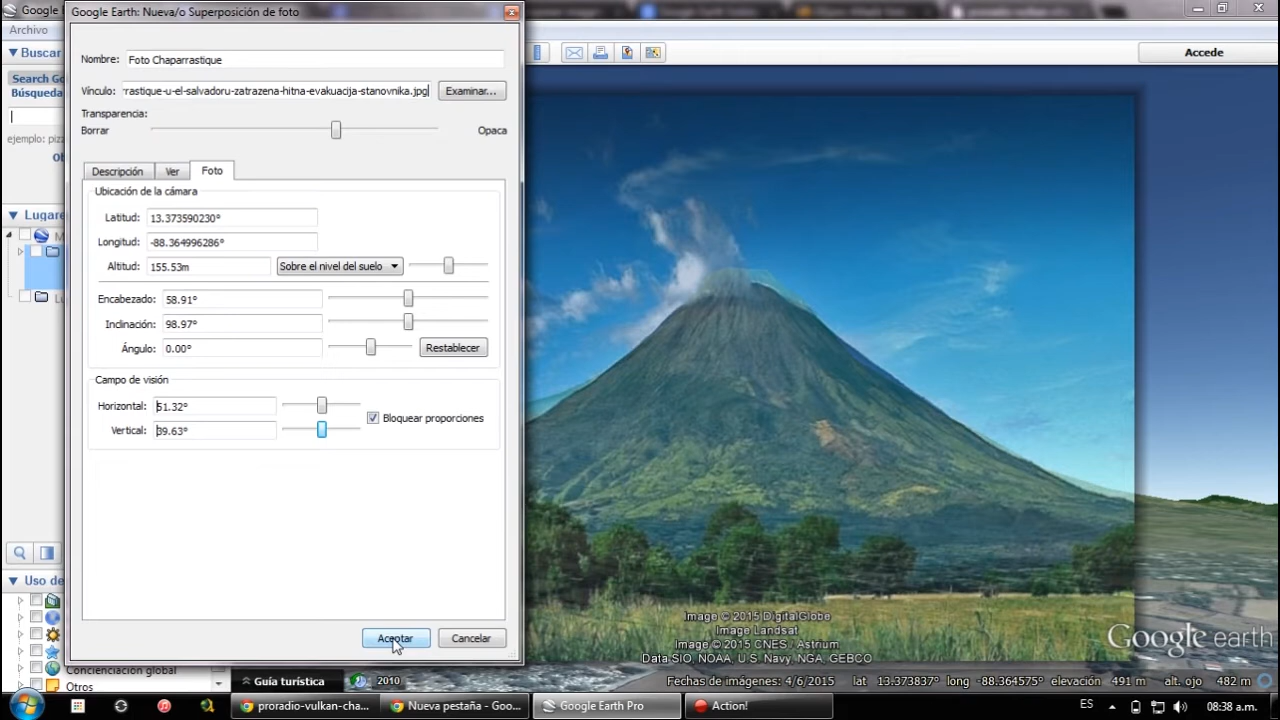 Google Earth: Nueva/o Superposición de foto
Archivo
Buscar
Search Go
Búsqueda
ejemplo: pizz
Lugare
Uso de
Concienciación global
Otros
Nombre: Foto Chaparrastique
Vínculo: rrastique-u-el-salvadoru-zatrazena-hitna-evakuacija-stanovnika.jpg Examinar...
Transparencia:
Borrar Opaca
Descripción Ver Foto
Ubicación de la cámara
Latitud: 13.373590230°
Longitud: -88.364996286°
Altitud: 155.53m Sobre el nivel del suelo
Encabezado: 58.91°
Inclinación: 98.97°
Ángulo: 0.00° Restablecer
Campo de visión
Horizontal: 51.32°
Bloquear proporciones
Vertical: 39.63°
Aceptar Cancelar
Accede
Image © 2015 DigitalGlobe
Image Landsat
Image © 2015 CNES / Astrium
Data SIO, NOAA, U.S. Navy, NGA, GEBCO
Google earth
Guía turística 2010
Fechas de imágenes: 4/6/2015 lat 13.373837° long -88.364575° elevación 491 m alt. ojo 482 m
proradio-vulkan-cha... Nueva pestaña - Goo... Google Earth Pro Action! ES 08:38 a.m.